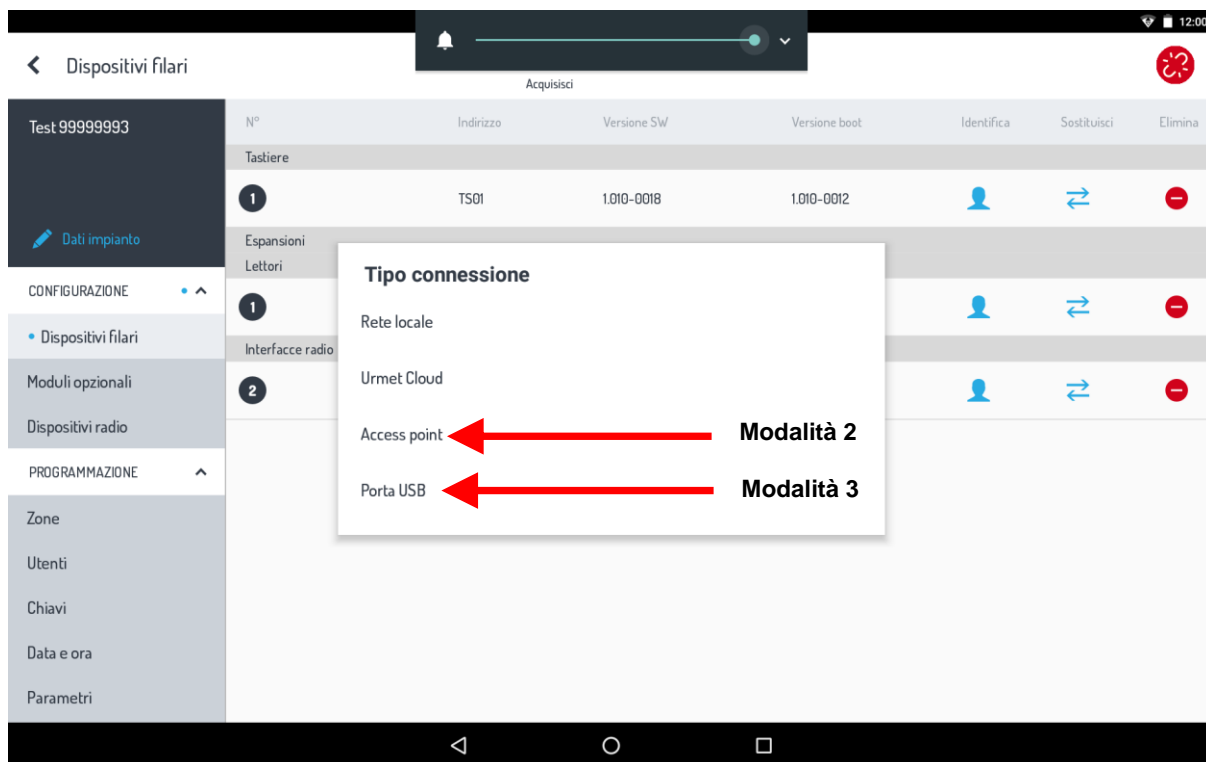 12:00
Dispositivi filari
Acquisisci
Test 99999993
Dati impianto
CONFIGURAZIONE
Dispositivi filari
Moduli opzionali
Dispositivi radio
PROGRAMMAZIONE
Zone
Utenti
Chiavi
Data e ora
Parametri
N° Indirizzo Versione SW Versione boot Identifica Sostituisci Elimina
Tastiere
1 TS01 1.010-0018 1.010-0012
Espansioni
Lettori
1
Interfacce radio
2
Tipo connessione
Rete locale
Urmet Cloud
Access point Modalità 2
Porta USB Modalità 3